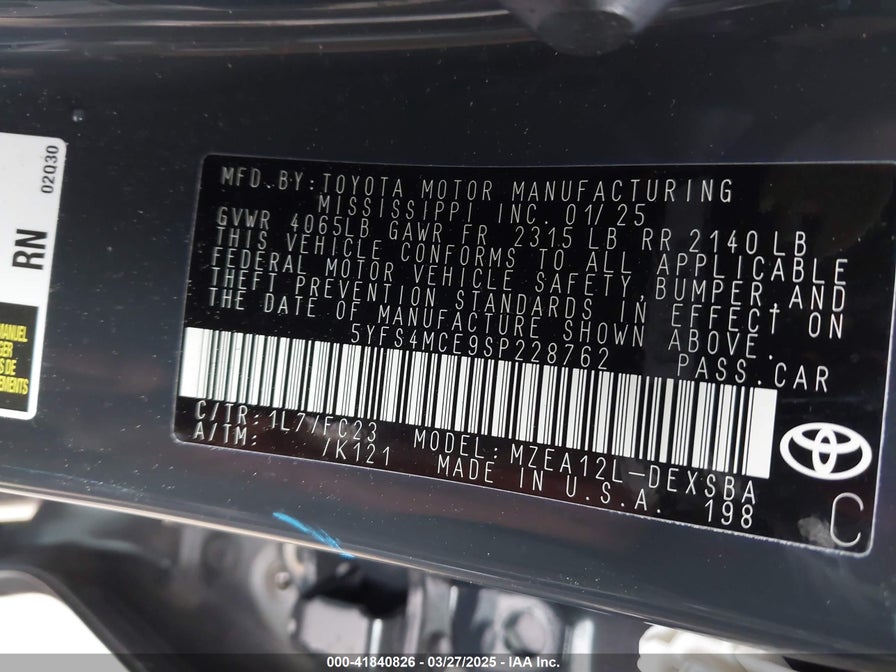 02030
RN
MANUEL
MFD.BY:TOYOTA MOTOR MANUFACTURING
MISSISSIPPI INC. 01/25
GVWR 4065LB GAWR FR 2315 LB RR 2140 LB
THIS VEHICLE CONFORMS TO ALL APPLICABLE
FEDERAL MOTOR VEHICLE SAFETY,BUMPER,AND
THEFT PREVENTION STANDARDS IN EFFECT ON
THE DATE OF MANUFACTURE SHOWN ABOVE.
5YFS4MCE9SP228762
PASS.CAR
C/TR:1L7/FC23
MODEL:MZEA12L-DEXSBA
A/TM: /K121
MADE IN U.S.A. 198
C
000-41840826 - 03/27/2025 - IAA Inc.